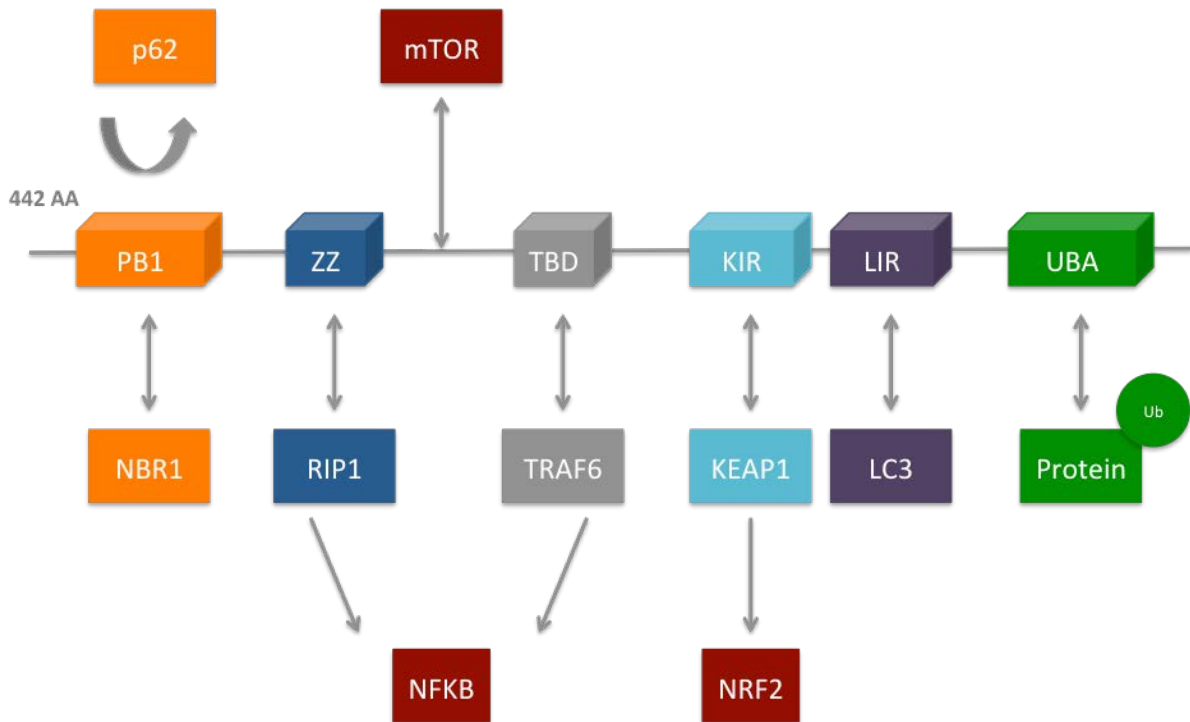 p62
mTOR
442 AA
PB1
ZZ
TBD
KIR
LIR
UBA
Ub
NBR1
RIP1
TRAF6
KEAP1
LC3
Protein
NFKB
NRF2